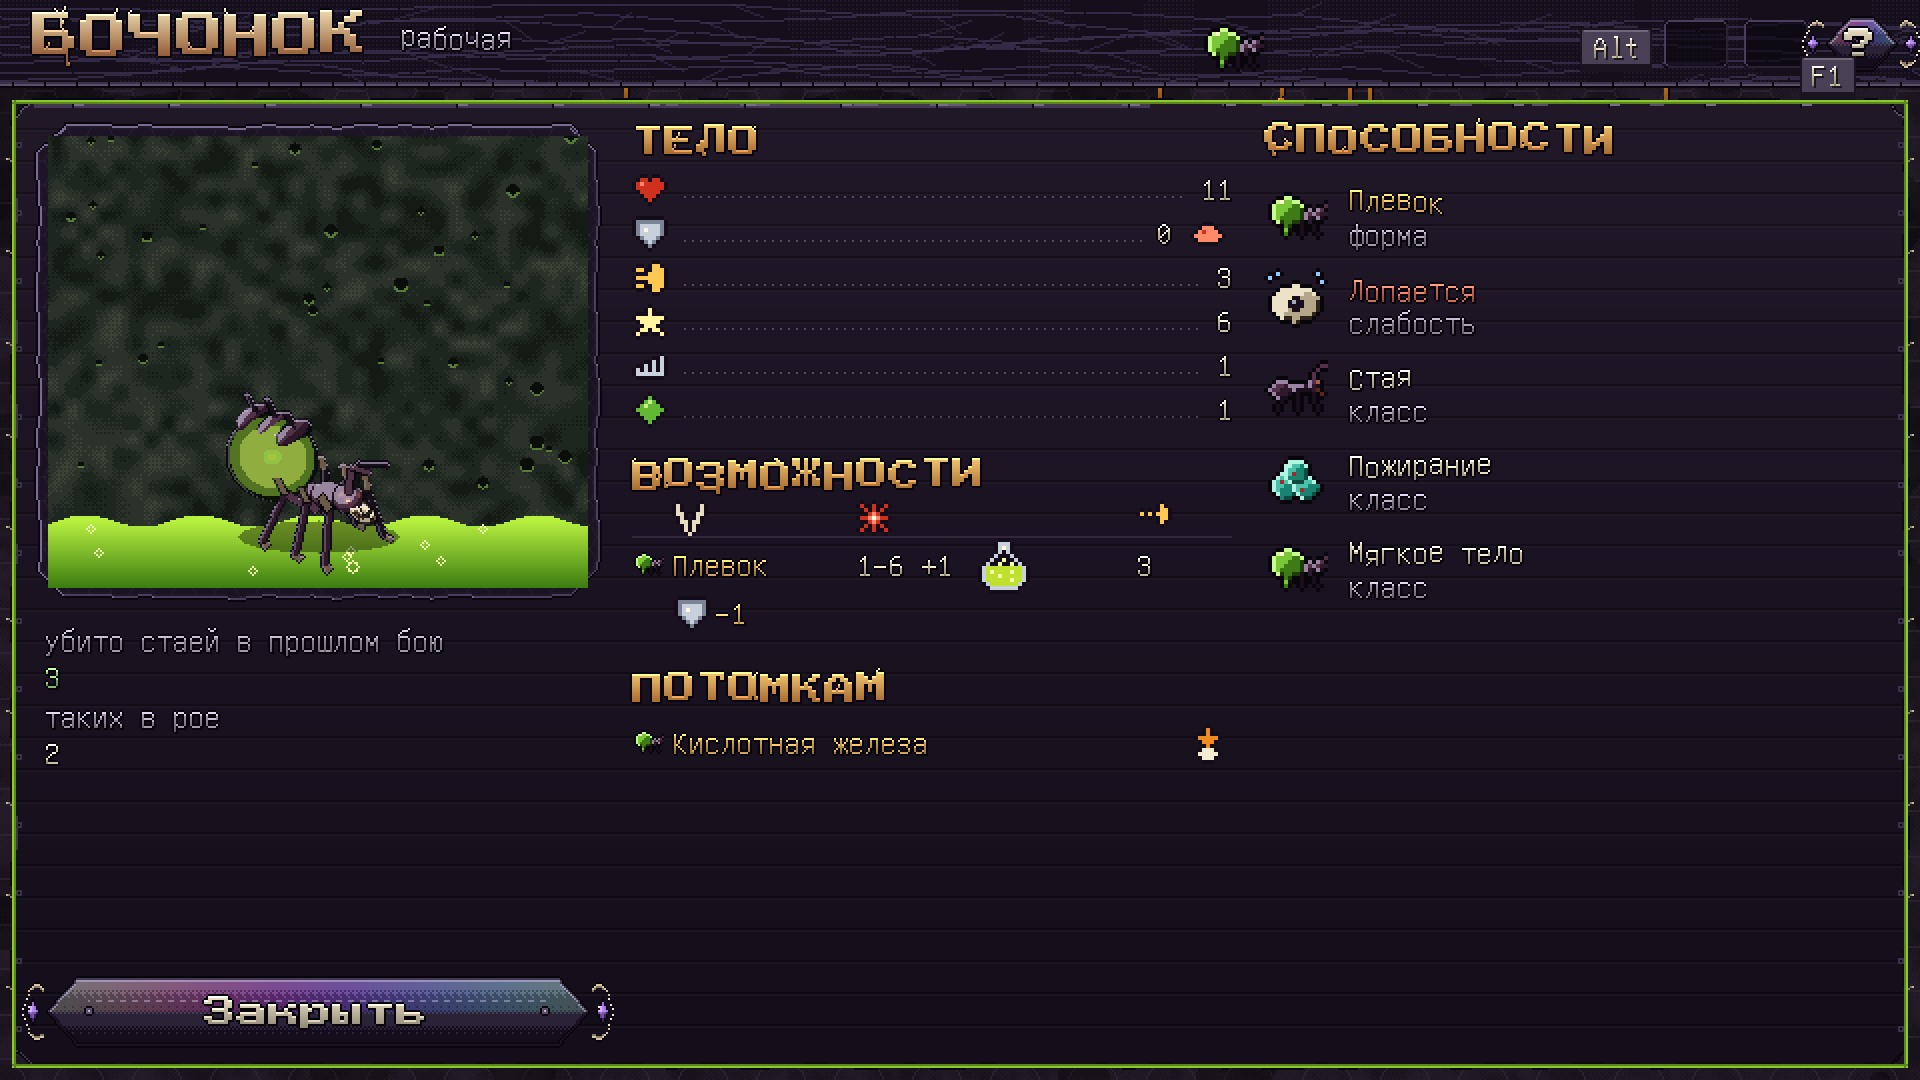 БОЧОНОК рабочая
Alt
?
F1
ТЕЛО
11
0
3
6
1
1
ВОЗМОЖНОСТИ
Плевок 1-6 +1 3
-1
ПОТОМКАМ
Кислотная железа
СПОСОБНОСТИ
Плевок
форма
Лопается
слабость
Стая
класс
Пожирание
класс
Мягкое тело
класс
убито стаей в прошлом бою
3
таких в рое
2
Закрыть